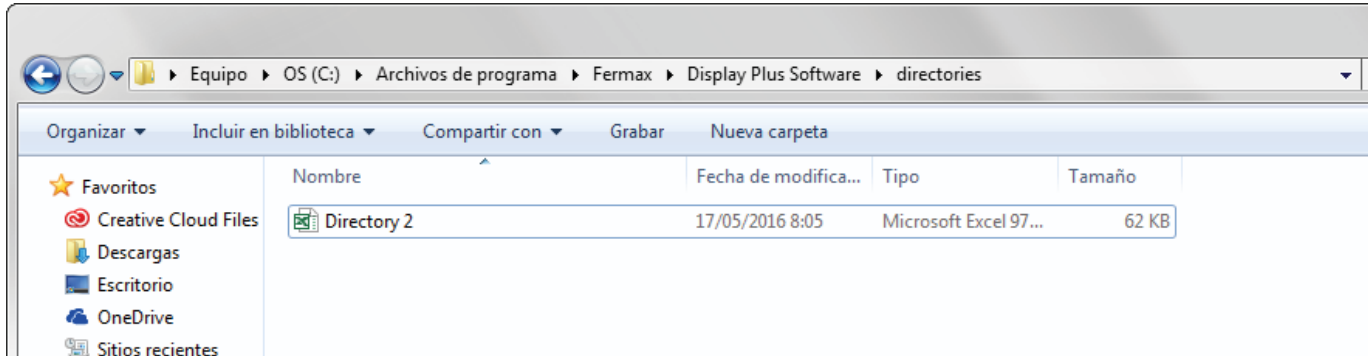 Equipo OS (C:) Archivos de programa Fermax Display Plus Software directories
Organizar Incluir en biblioteca Compartir con Grabar Nueva carpeta
Nombre Fecha de modifica... Tipo Tamaño
Favoritos
Creative Cloud Files Directory 2 17/05/2016 8:05 Microsoft Excel 97... 62 KB
Descargas
Escritorio
OneDrive
Sitios recientes